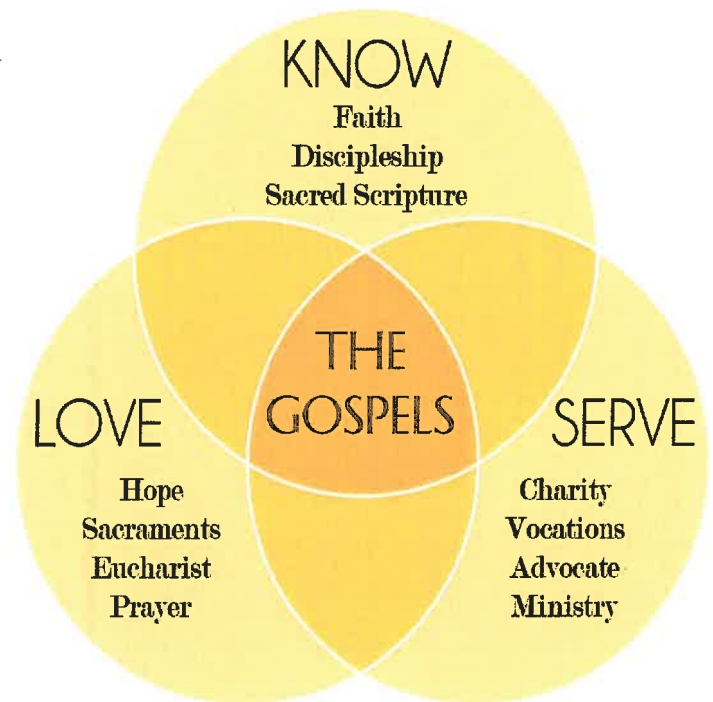 KNOW
Faith
Discipleship
Sacred Scripture
THE
GOSPELS
LOVE
Hope
Sacraments
Eucharist
Prayer
SERVE
Charity
Vocations
Advocate
Ministry